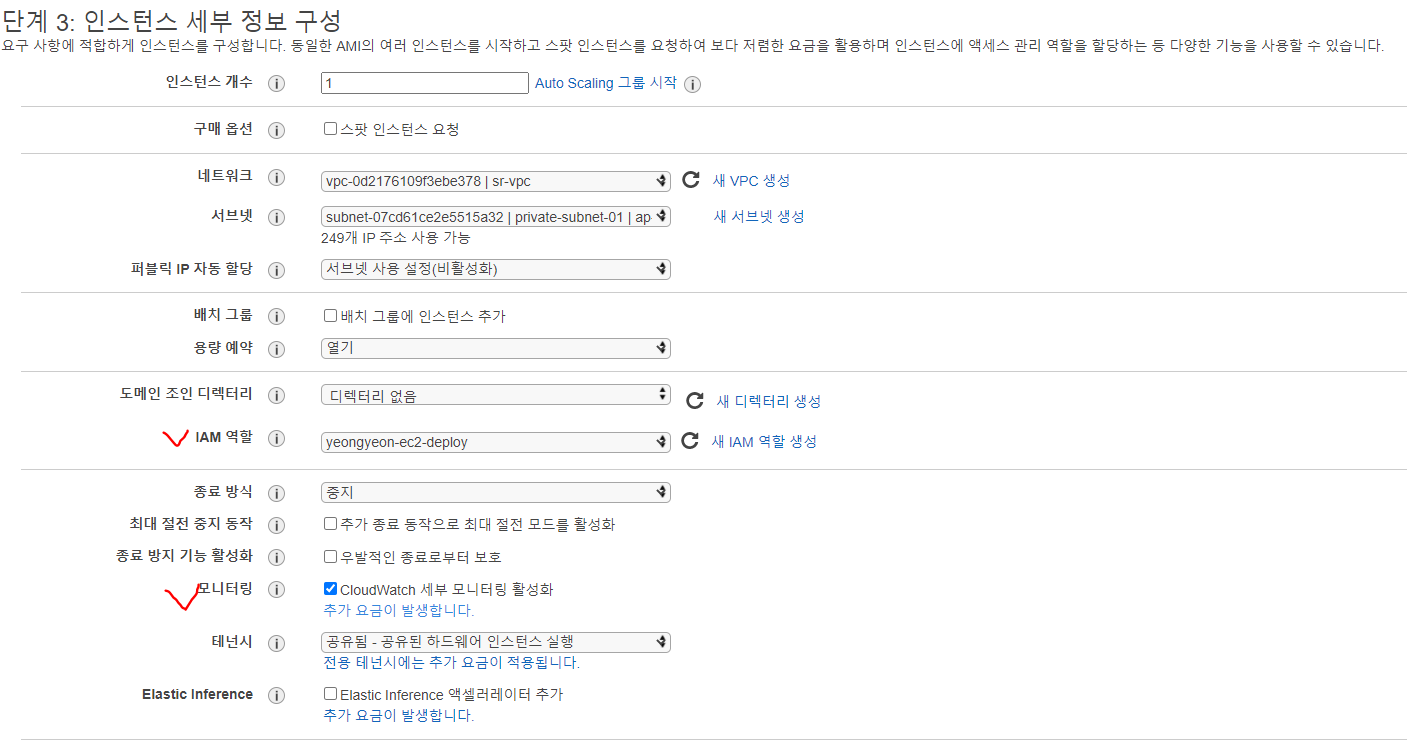 단계 3: 인스턴스 세부 정보 구성
요구 사항에 적합하게 인스턴스를 구성합니다. 동일한 AMI의 여러 인스턴스를 시작하고 스팟 인스턴스를 요청하여 보다 저렴한 요금을 활용하며 인스턴스에 액세스 관리 역할을 할당하는 등 다양한 기능을 사용할 수 있습니다.
인스턴스 개수 i 1 Auto Scaling 그룹 시작 i
구매 옵션 i 스팟 인스턴스 요청
네트워크 i vpc-0d2176109f3ebe378 | sr-vpc 새 VPC 생성
서브넷 i subnet-07cd61ce2e5515a32 | private-subnet-01 | ap- 새 서브넷 생성
249개 IP 주소 사용 가능
퍼블릭 IP 자동 할당 i 서브넷 사용 설정(비활성화)
배치 그룹 i 배치 그룹에 인스턴스 추가
용량 예약 i 열기
도메인 조인 디렉터리 i 디렉터리 없음 새 디렉터리 생성
IAM 역할 i yeongyeon-ec2-deploy 새 IAM 역할 생성
종료 방식 i 중지
최대 절전 중지 동작 i 추가 종료 동작으로 최대 절전 모드를 활성화
종료 방지 기능 활성화 i 우발적인 종료로부터 보호
모니터링 i CloudWatch 세부 모니터링 활성화
추가 요금이 발생합니다.
테넌시 i 공유됨 - 공유된 하드웨어 인스턴스 실행
전용 테넌시에는 추가 요금이 적용됩니다.
Elastic Inference i Elastic Inference 액셀러레이터 추가
추가 요금이 발생합니다.